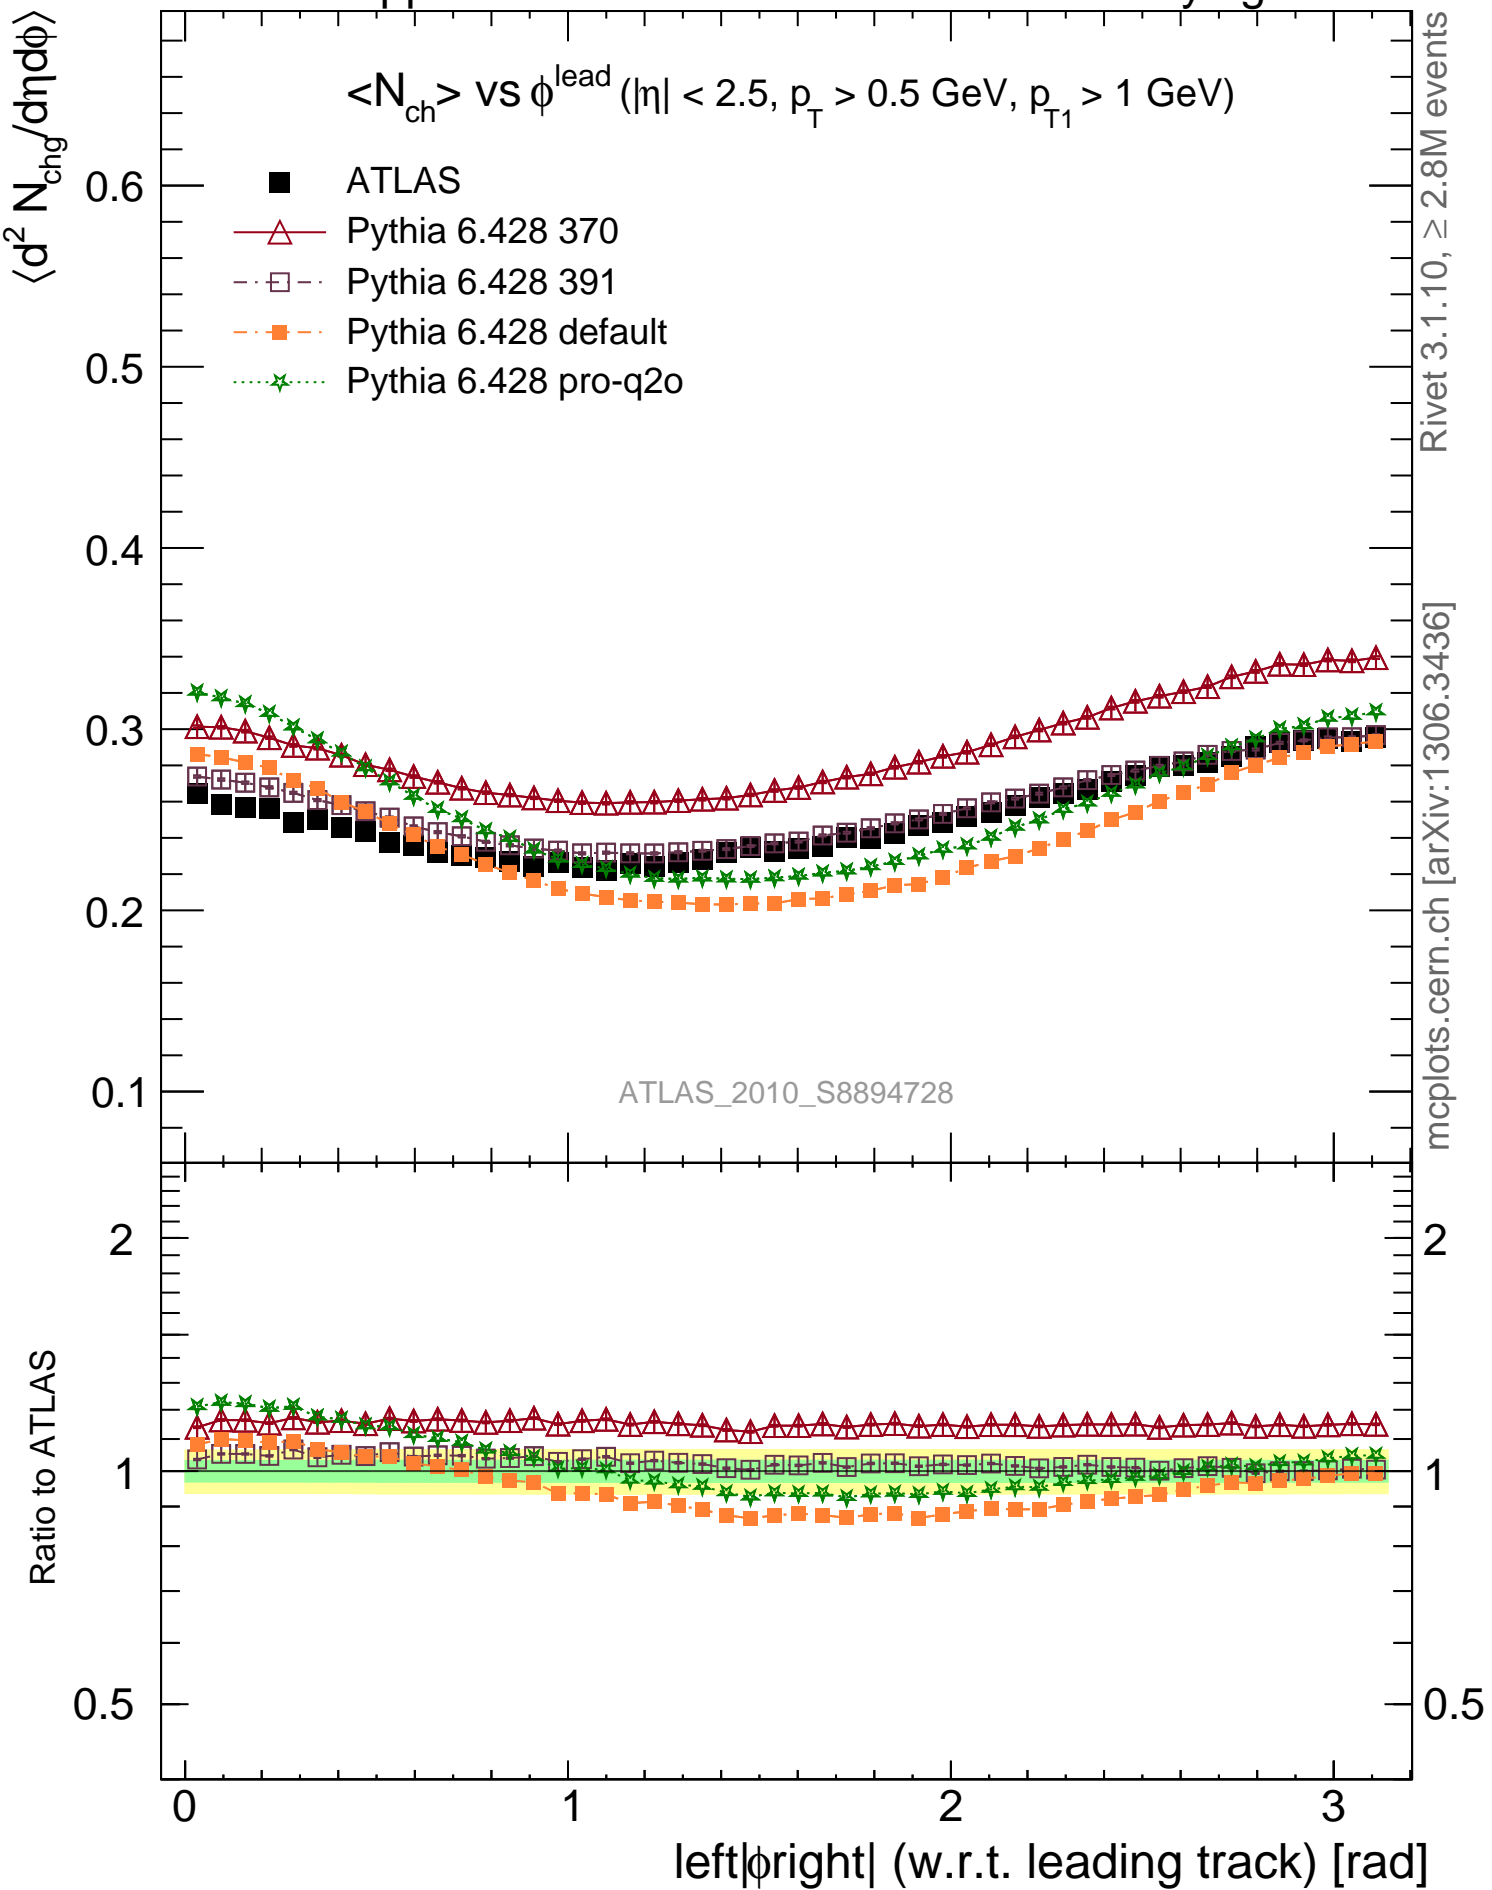 <N_ch> vs ϕ^lead (|η| < 2.5, p_T > 0.5 GeV, p_T1 > 1 GeV)
⟨d² N_chg/dηdϕ⟩
ATLAS
Pythia 6.428 370
Pythia 6.428 391
Pythia 6.428 default
Pythia 6.428 pro-q2o
0.6
0.5
0.4
0.3
0.2
0.1
ATLAS_2010_S8894728
Rivet 3.1.10, ≥ 2.8M events
mcplots.cern.ch [arXiv:1306.3436]
Ratio to ATLAS
2
1
0.5
2
1
0.5
0 1 2 3
left|ϕright| (w.r.t. leading track) [rad]